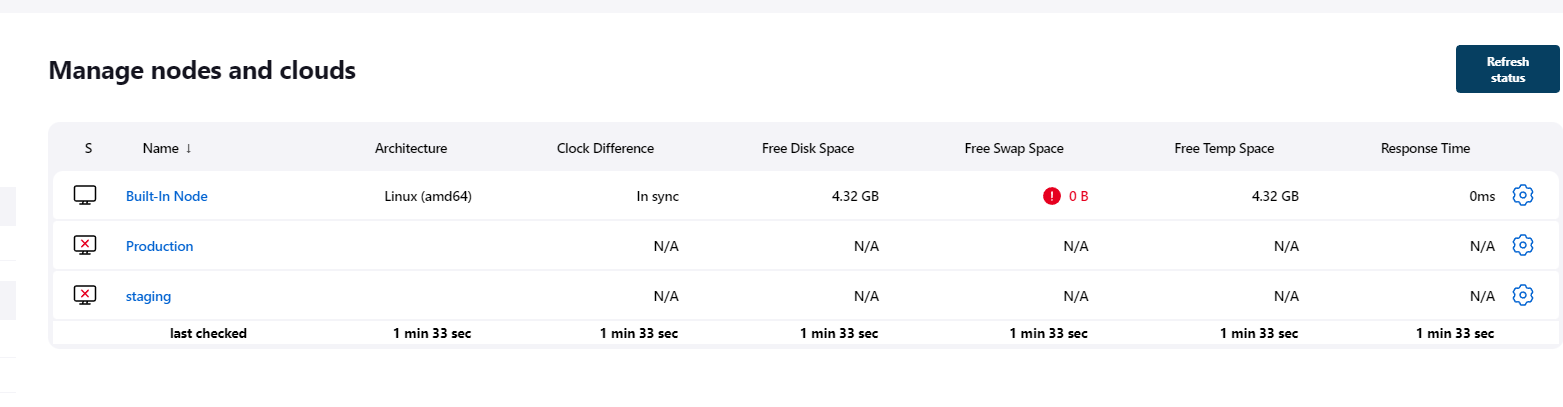 Manage nodes and clouds
Refresh
status
S Name ↓ Architecture Clock Difference Free Disk Space Free Swap Space Free Temp Space Response Time
Built-In Node Linux (amd64) In sync 4.32 GB 0 B 4.32 GB 0ms
Production N/A N/A N/A N/A N/A
staging N/A N/A N/A N/A N/A
last checked 1 min 33 sec 1 min 33 sec 1 min 33 sec 1 min 33 sec 1 min 33 sec 1 min 33 sec